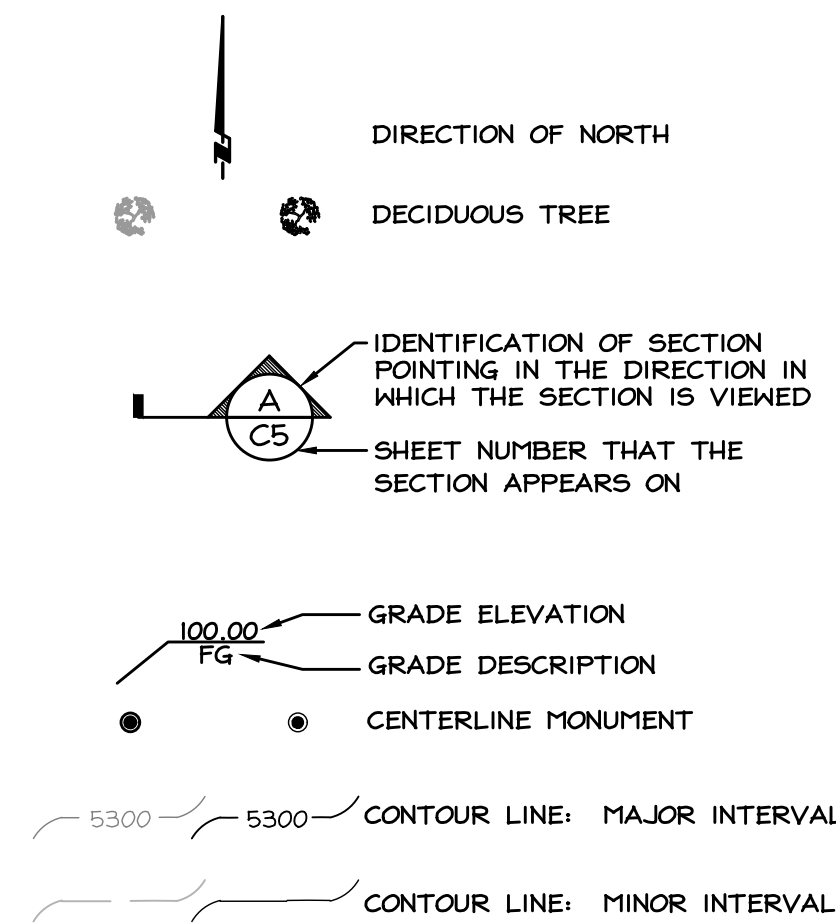 N
DIRECTION OF NORTH
DECIDUOUS TREE
IDENTIFICATION OF SECTION
POINTING IN THE DIRECTION IN
WHICH THE SECTION IS VIEWED
A
C5
SHEET NUMBER THAT THE
SECTION APPEARS ON
100.00
GRADE ELEVATION
FG
GRADE DESCRIPTION
CENTERLINE MONUMENT
5300 5300 CONTOUR LINE: MAJOR INTERVAL
CONTOUR LINE: MINOR INTERVAL